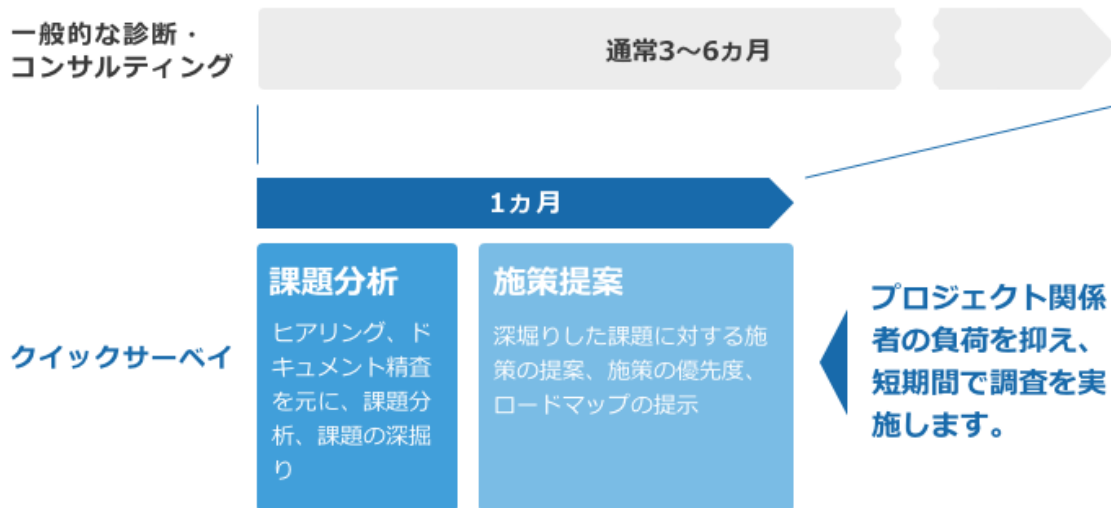 一般的な診断・
コンサルティング
通常3～6ヵ月
1ヵ月
クイックサーベイ
課題分析
ヒアリング、ド
キュメント精査
を元に、課題分
析、課題の深掘
り
施策提案
深堀りした課題に対する施
策の提案、施策の優先度、
ロードマップの提示
プロジェクト関係
者の負荷を抑え、
短期間で調査を実
施します。